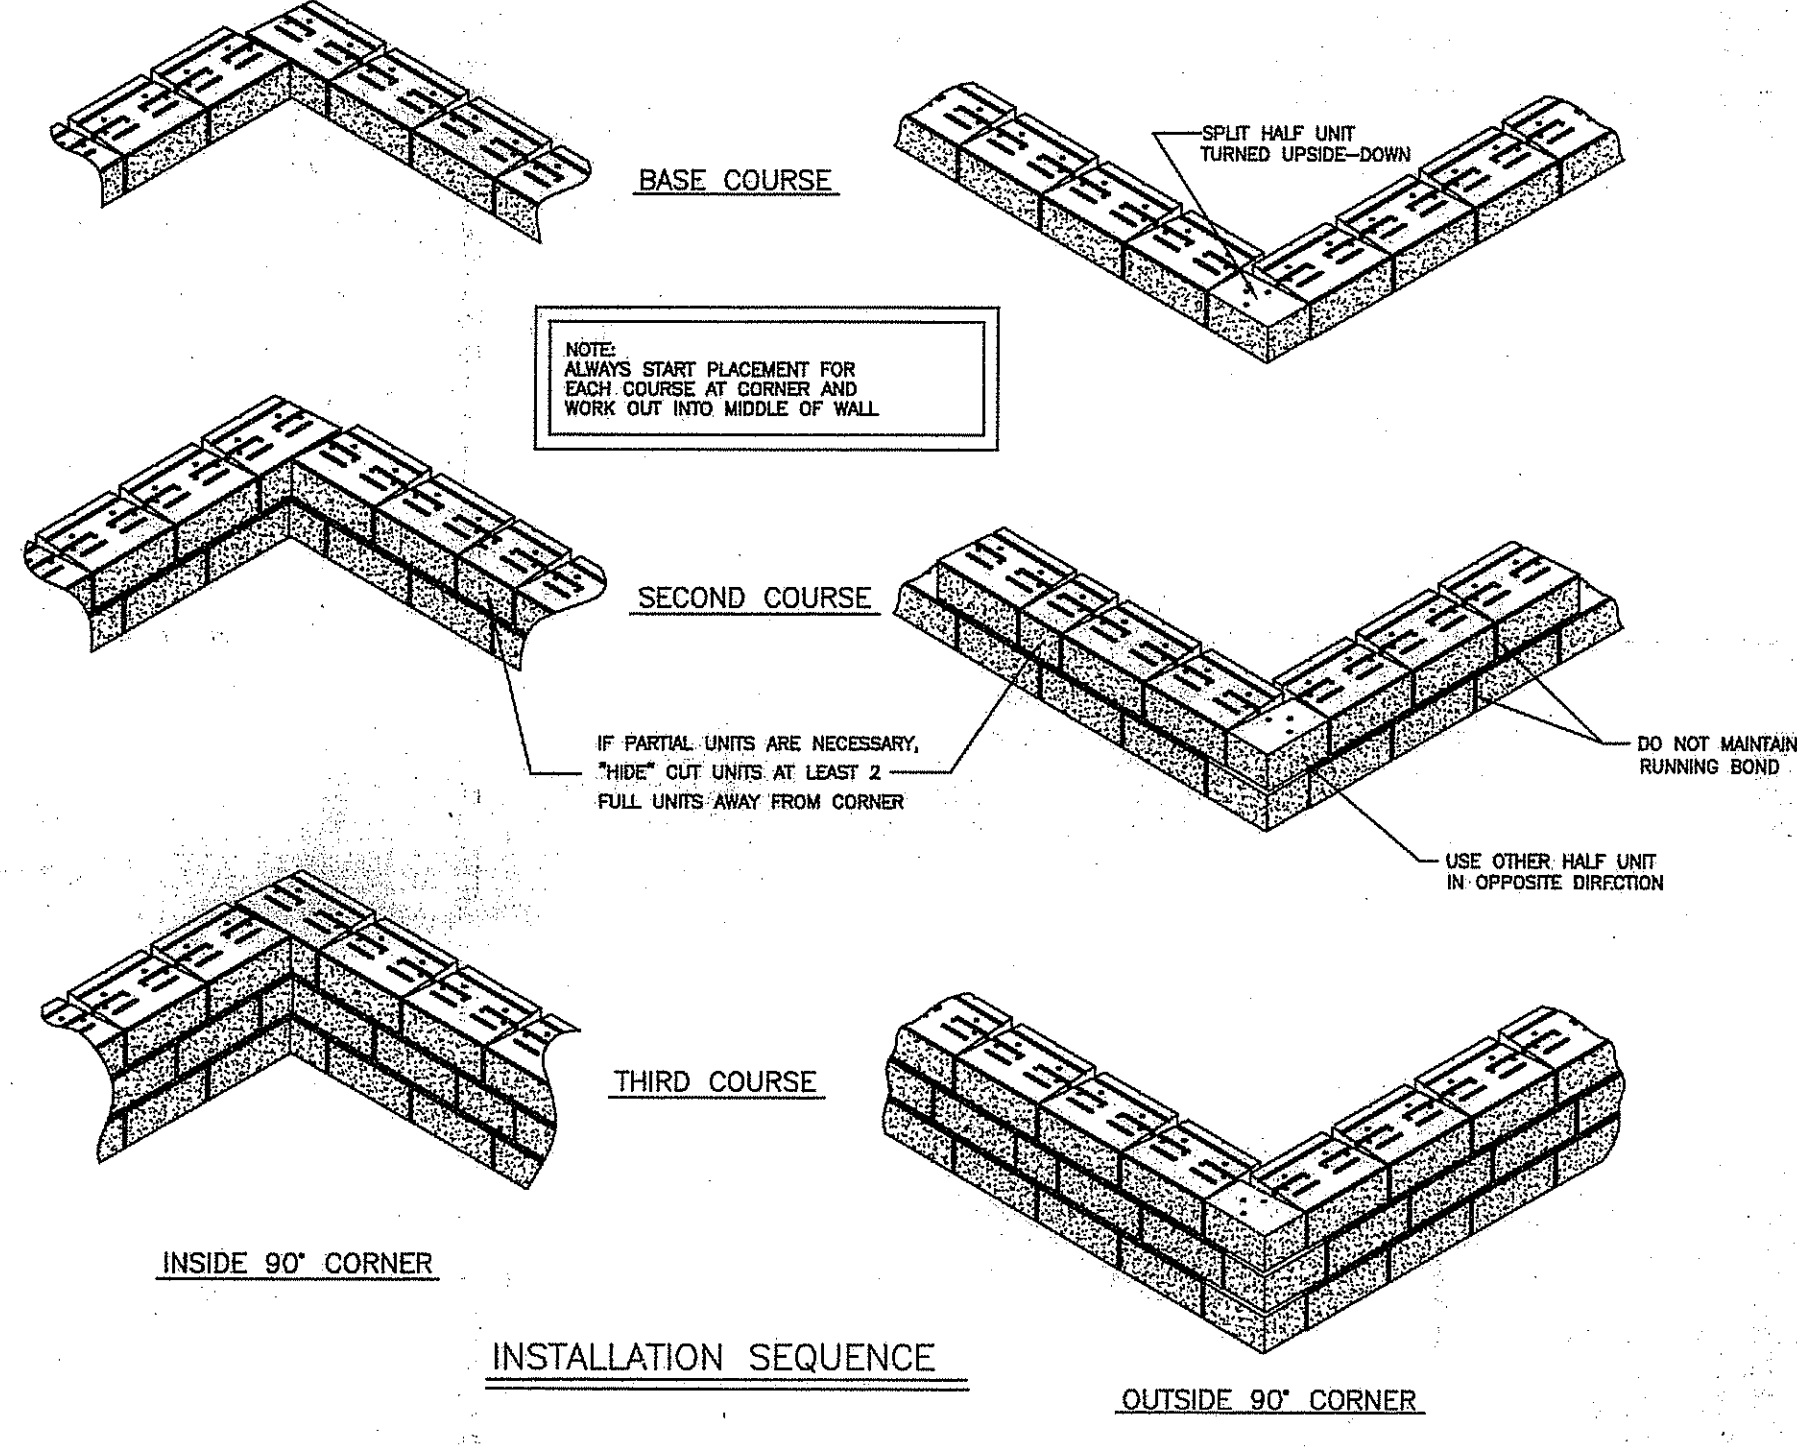 BASE COURSE
SPLIT HALF UNIT
TURNED UPSIDE-DOWN
NOTE:
ALWAYS START PLACEMENT FOR
EACH COURSE AT CORNER AND
WORK OUT INTO MIDDLE OF WALL
SECOND COURSE
IF PARTIAL UNITS ARE NECESSARY,
"HIDE" CUT UNITS AT LEAST 2
FULL UNITS AWAY FROM CORNER
DO NOT MAINTAIN
RUNNING BOND
USE OTHER HALF UNIT
IN OPPOSITE DIRECTION
THIRD COURSE
INSIDE 90° CORNER
INSTALLATION SEQUENCE
OUTSIDE 90° CORNER